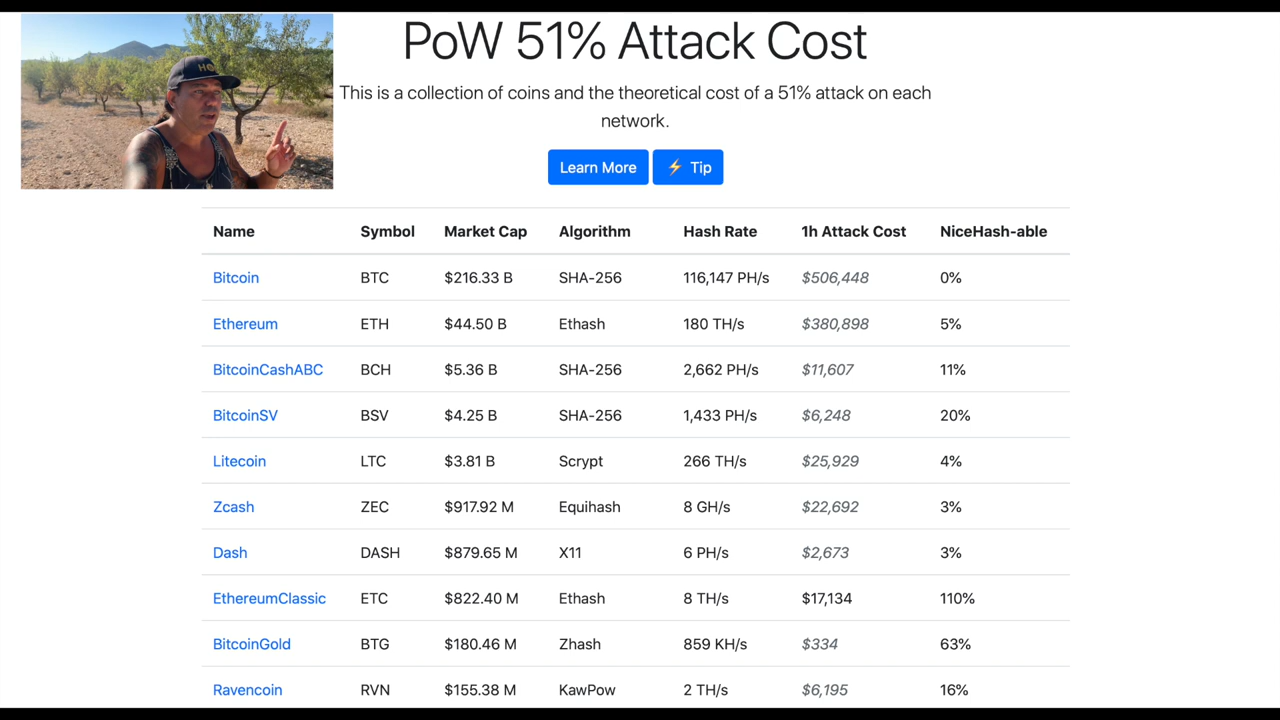 PoW 51% Attack Cost
This is a collection of coins and the theoretical cost of a 51% attack on each
network.
Learn More ⚡ Tip
Name Symbol Market Cap Algorithm Hash Rate 1h Attack Cost NiceHash-able
Bitcoin BTC $216.33 B SHA-256 116,147 PH/s $506,448 0%
Ethereum ETH $44.50 B Ethash 180 TH/s $380,898 5%
BitcoinCashABC BCH $5.36 B SHA-256 2,662 PH/s $11,607 11%
BitcoinSV BSV $4.25 B SHA-256 1,433 PH/s $6,248 20%
Litecoin LTC $3.81 B Scrypt 266 TH/s $25,929 4%
Zcash ZEC $917.92 M Equihash 8 GH/s $22,692 3%
Dash DASH $879.65 M X11 6 PH/s $2,673 3%
EthereumClassic ETC $822.40 M Ethash 8 TH/s $17,134 110%
BitcoinGold BTG $180.46 M Zhash 859 KH/s $334 63%
Ravencoin RVN $155.38 M KawPow 2 TH/s $6,195 16%